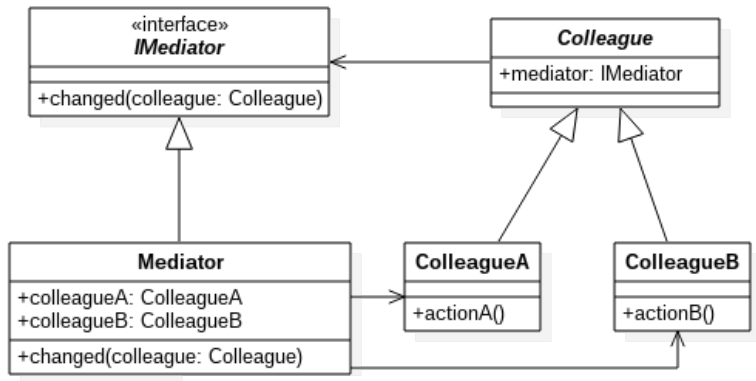 «interface»
IMediator
+changed(colleague: Colleague)
Colleague
+mediator: IMediator
Mediator
+colleagueA: ColleagueA
+colleagueB: ColleagueB
+changed(colleague: Colleague)
ColleagueA
+actionA()
ColleagueB
+actionB()